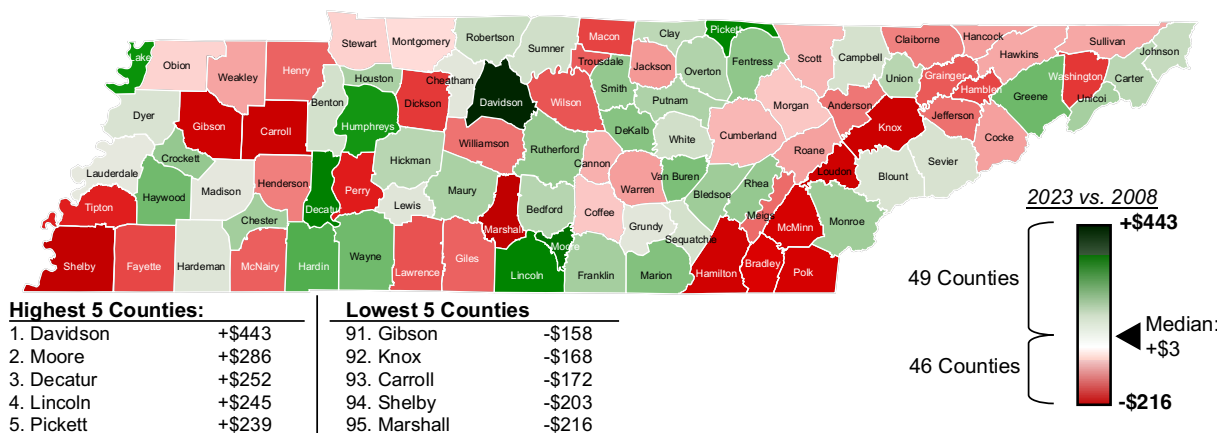 Lake
Obion
Weakley
Henry
Stewart
Montgomery
Robertson
Sumner
Macon
Clay
Pickett
Scott
Campbell
Claiborne
Hancock
Hawkins
Sullivan
Johnson
Trousdale
Jackson
Overton
Fentress
Union
Grainger
Hamblen
Washington
Carter
Unicoi
Greene
Houston
Cheatham
Davidson
Wilson
Smith
Putnam
Morgan
Anderson
Knox
Jefferson
Cocke
Dyer
Gibson
Carroll
Benton
Humphreys
Dickson
Williamson
Rutherford
DeKalb
White
Cumberland
Roane
Loudon
Blount
Sevier
Lauderdale
Crockett
Haywood
Madison
Henderson
Decatu
Perry
Hickman
Lewis
Maury
Cannon
Warren
Van Buren
Bledsoe
Rhea
Meigs
McMinn
Monroe
Tipton
Chester
Marshall
Bedford
Coffee
Grundy
Sequatchie
Shelby
Fayette
Hardeman
McNairy
Hardin
Wayne
Lawrence
Giles
Lincoln
Moore
Franklin
Marion
Hamilton
Bradley
Polk
2023 vs. 2008
+$443
49 Counties
Median:
+$3
46 Counties
-$216
Highest 5 Counties:
1. Davidson +$443
2. Moore +$286
3. Decatur +$252
4. Lincoln +$245
5. Pickett +$239
Lowest 5 Counties
91. Gibson -$158
92. Knox -$168
93. Carroll -$172
94. Shelby -$203
95. Marshall -$216